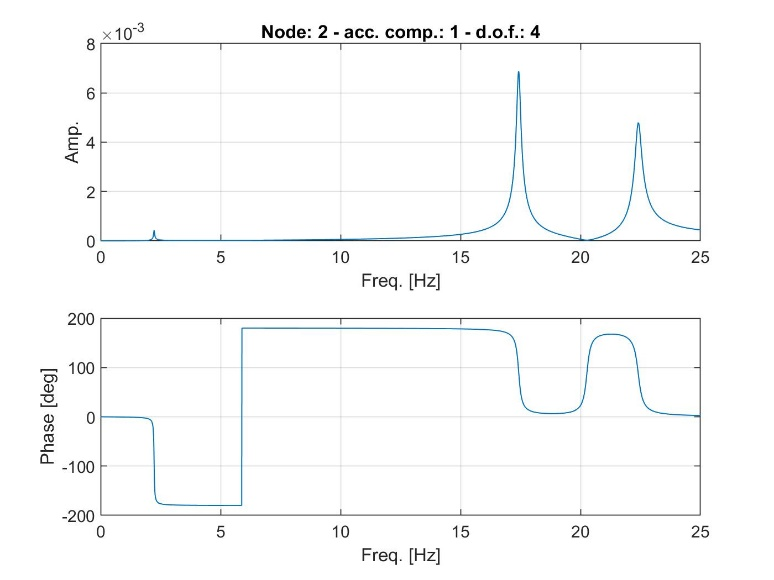 Node: 2 - acc. comp.: 1 - d.o.f.: 4
×10⁻³
8
6
4
2
0
Amp.
0 5 10 15 20 25
Freq. [Hz]
200
100
0
-100
-200
Phase [deg]
0 5 10 15 20 25
Freq. [Hz]